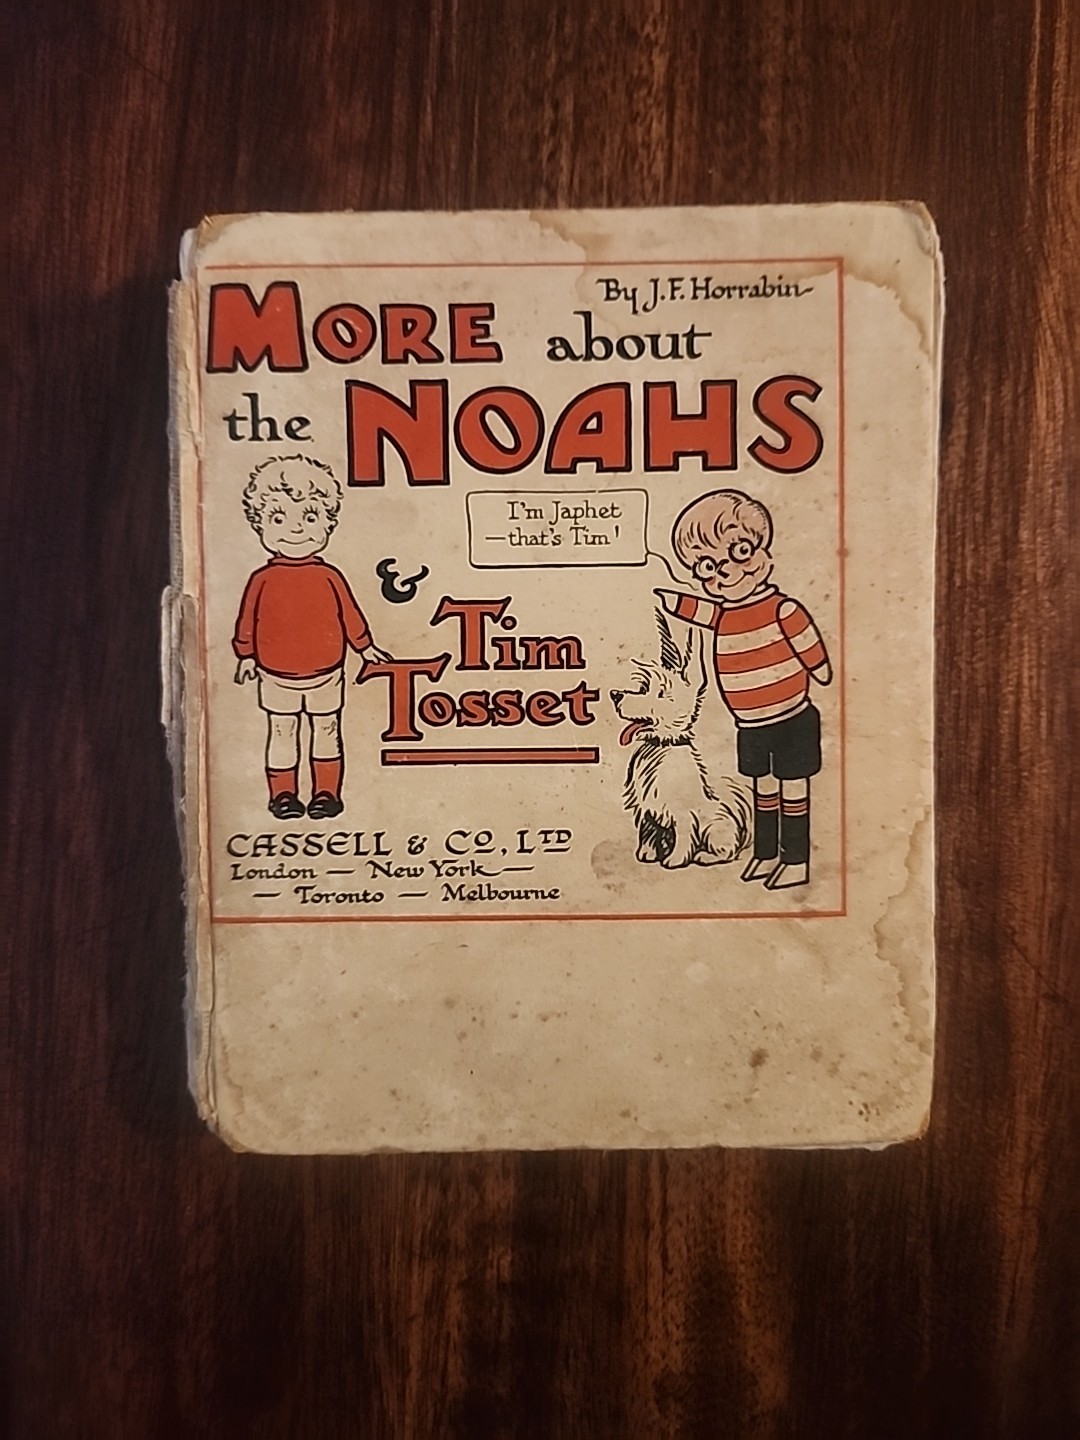 By J.F. Horrabin
MORE about
the NOAHS
I'm Japhet
—that's Tim!
& Tim
Tosset
CASSELL & CO, LTD
London — New York —
— Toronto — Melbourne